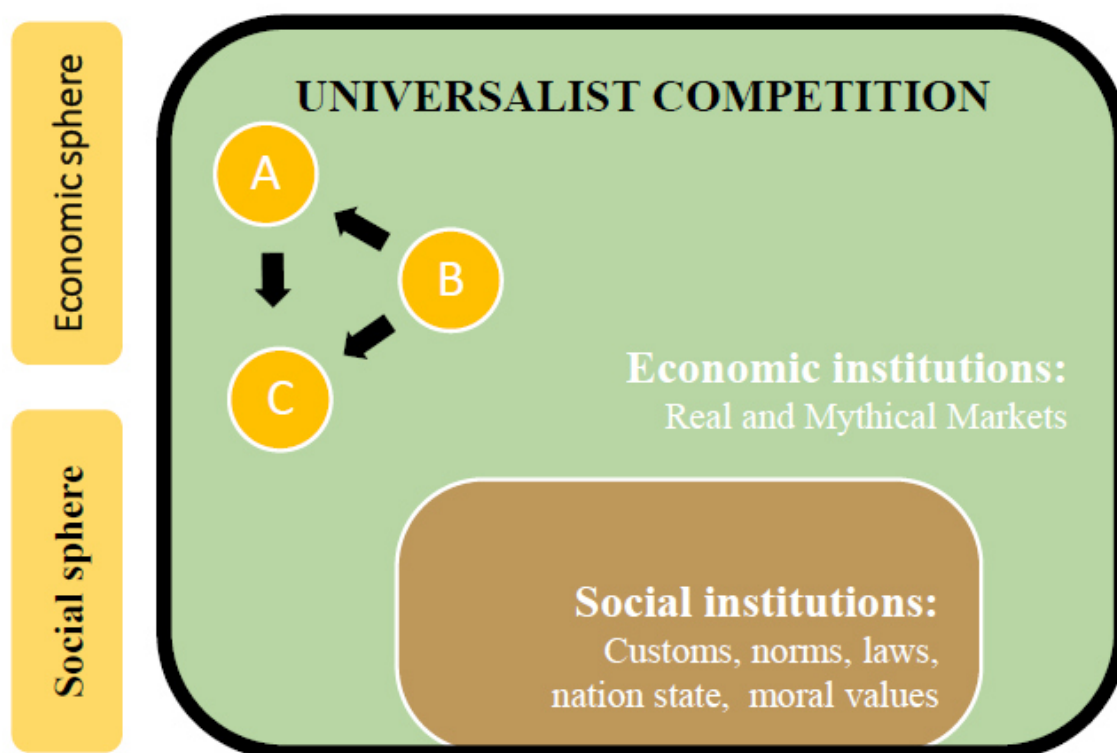 Economic sphere
UNIVERSALIST COMPETITION
A
B
C
Economic institutions:
Real and Mythical Markets
Social sphere
Social institutions:
Customs, norms, laws,
nation state, moral values